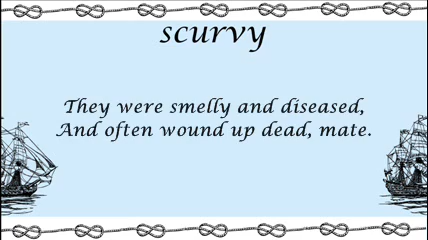 scurvy
They were smelly and diseased,
And often wound up dead, mate.